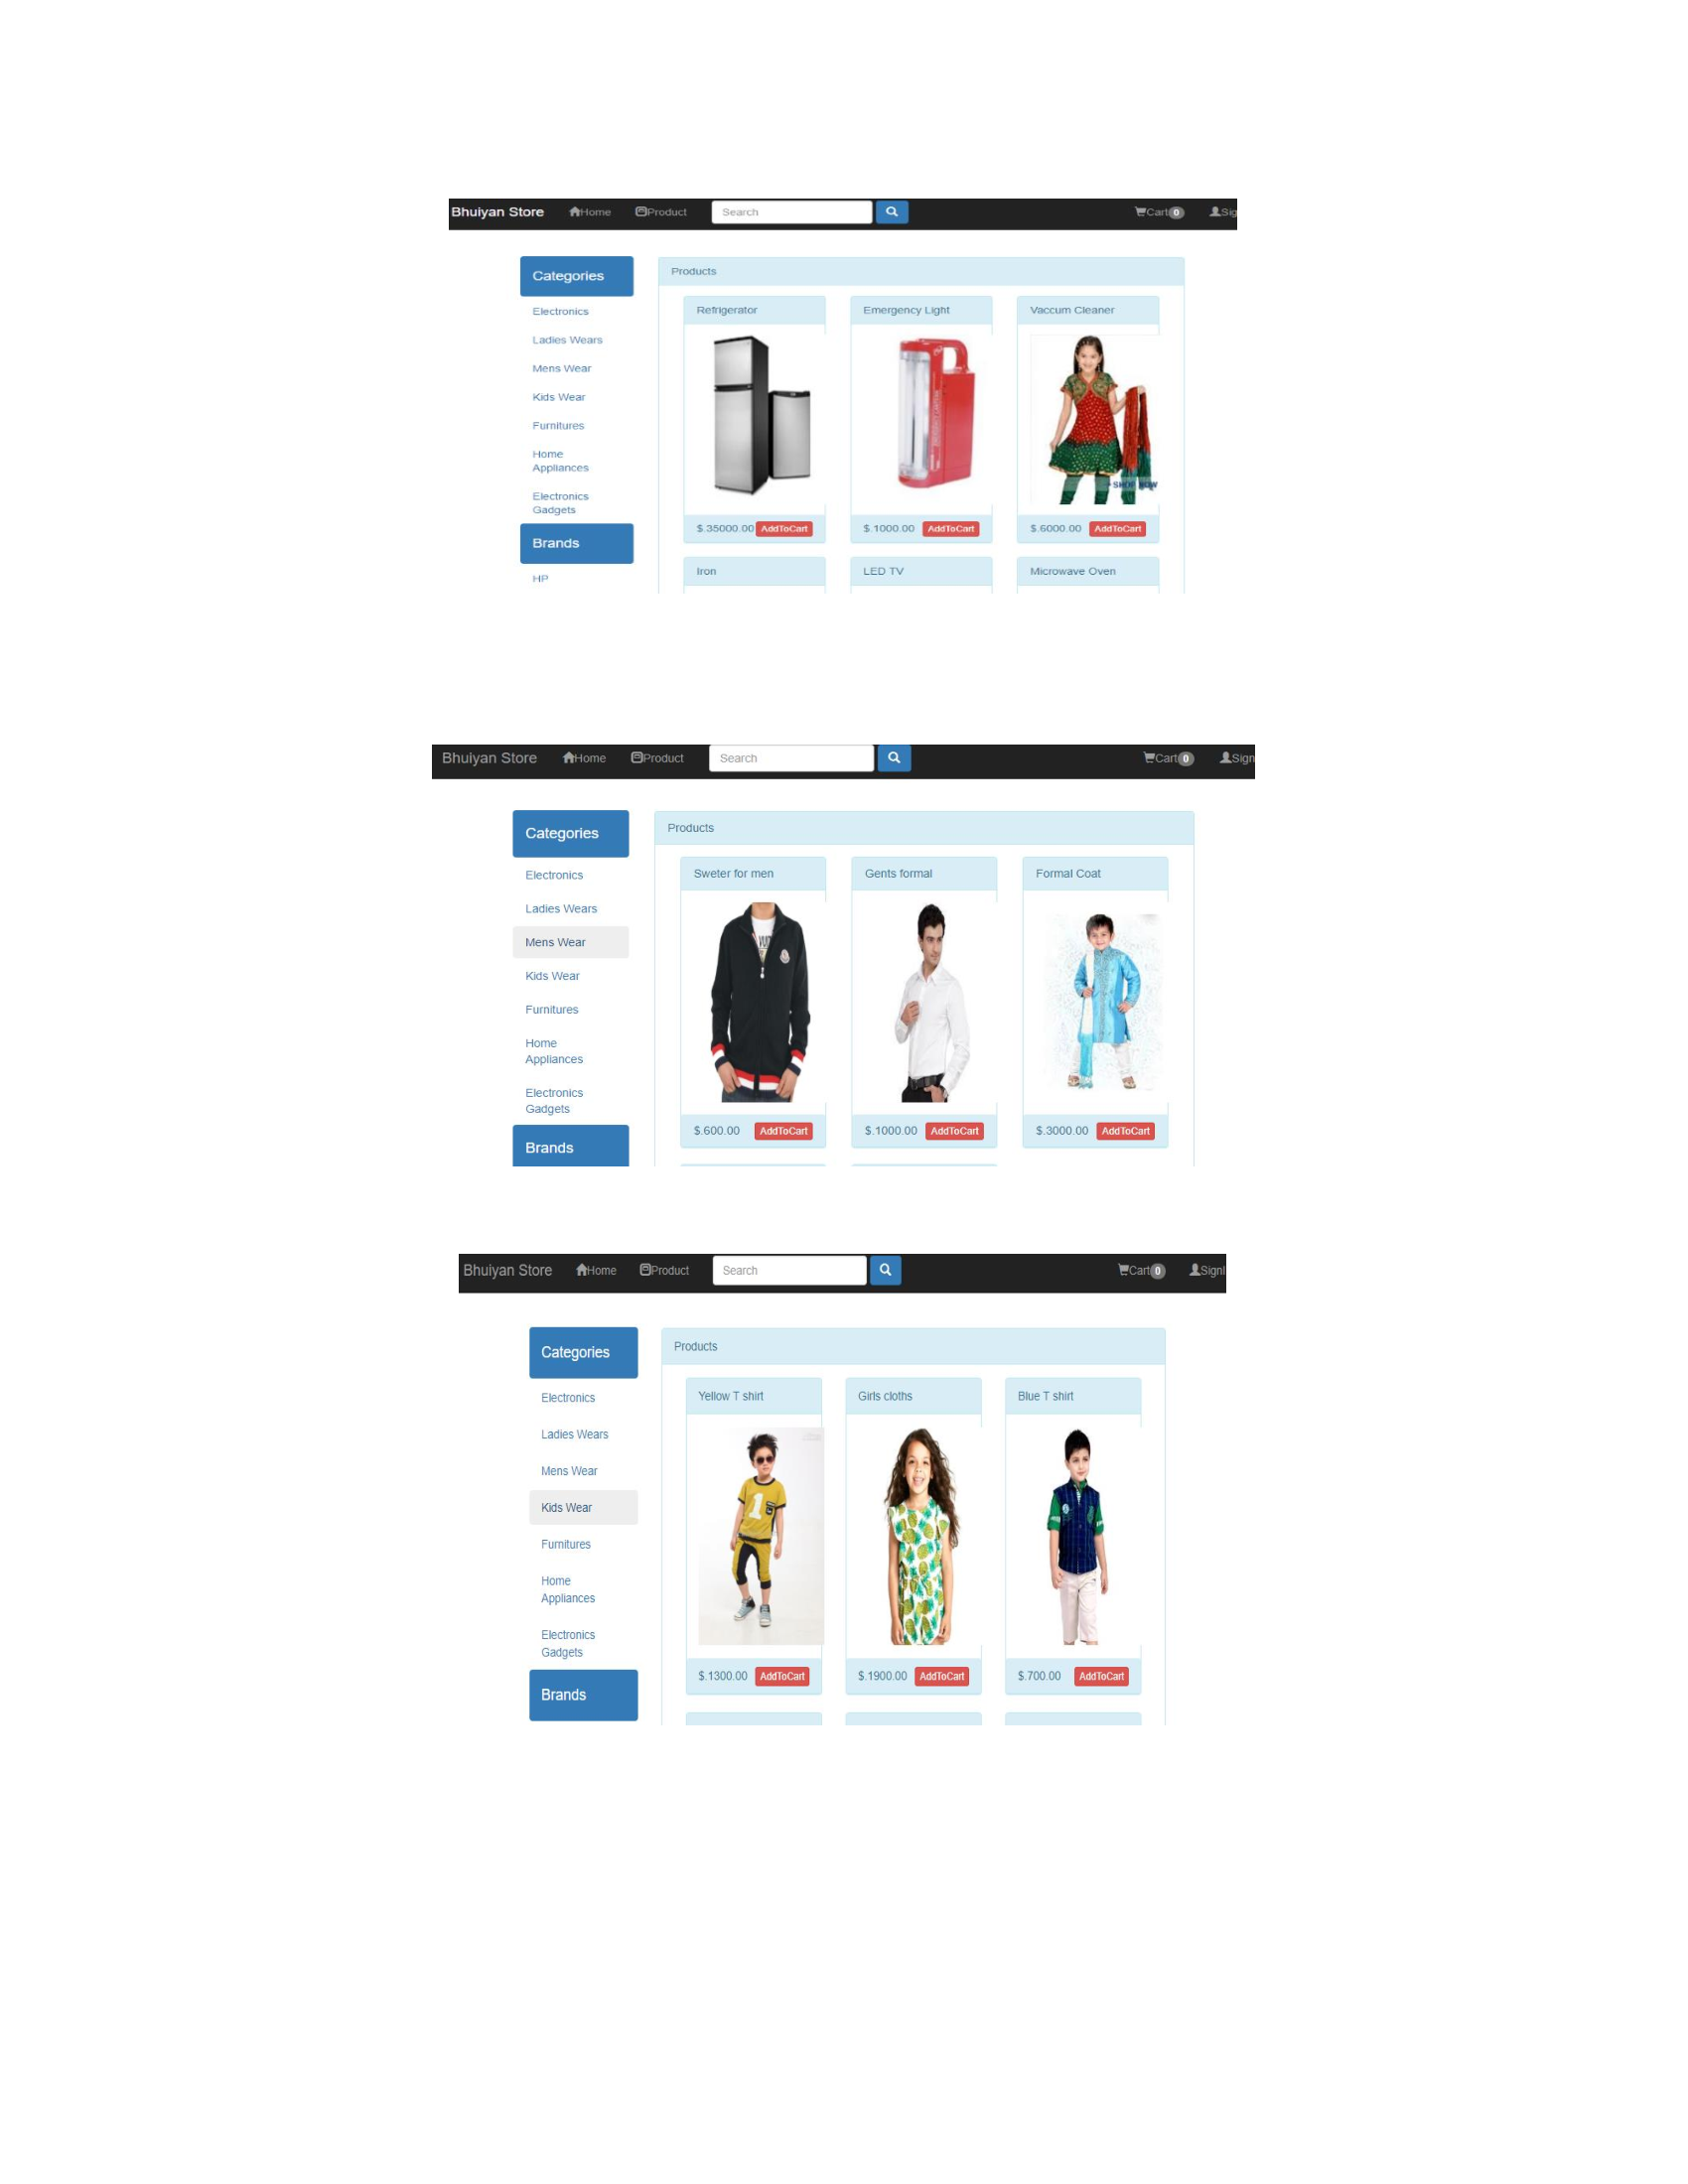 Bhuiyan Store Home Product Search Cart 0 Sig
Categories
Electronics
Ladies Wears
Mens Wear
Kids Wear
Furnitures
Home
Appliances
Electronics
Gadgets
Brands
HP
Products
Refrigerator Emergency Light Vaccum Cleaner
SHOP NOW
$.35000.00 AddToCart $.1000.00 AddToCart $.6000.00 AddToCart
Iron LED TV Microwave Oven
Bhuiyan Store Home Product Search Cart 0 Sign
Categories
Electronics
Ladies Wears
Mens Wear
Kids Wear
Furnitures
Home
Appliances
Electronics
Gadgets
Brands
Products
Sweter for men Gents formal Formal Coat
$.600.00 AddToCart $.1000.00 AddToCart $.3000.00 AddToCart
Bhuiyan Store Home Product Search Cart 0 SignI
Categories
Electronics
Ladies Wears
Mens Wear
Kids Wear
Furnitures
Home
Appliances
Electronics
Gadgets
Brands
Products
Yellow T shirt Girls cloths Blue T shirt
1
$.1300.00 AddToCart $.1900.00 AddToCart $.700.00 AddToCart